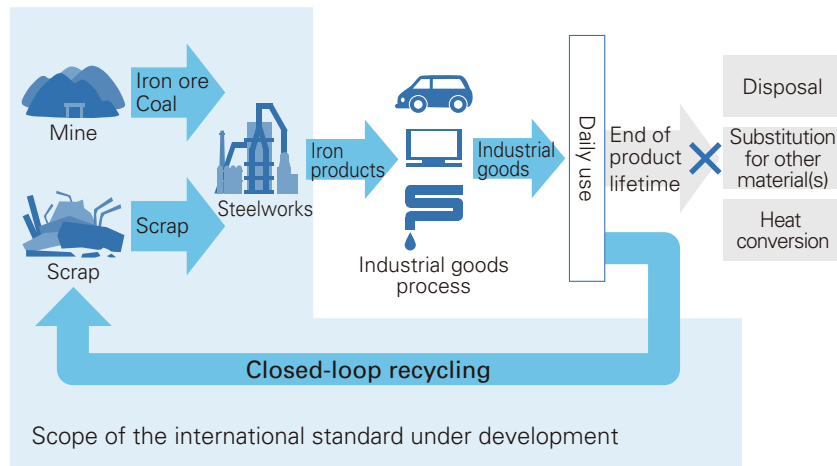 Iron ore
Coal
Mine
Scrap
Scrap
Steelworks
Iron
products
Industrial goods
process
Industrial
goods
Daily use
End of
product
lifetime
Disposal
Substitution
for other
material(s)
Heat
conversion
Closed-loop recycling
Scope of the international standard under development